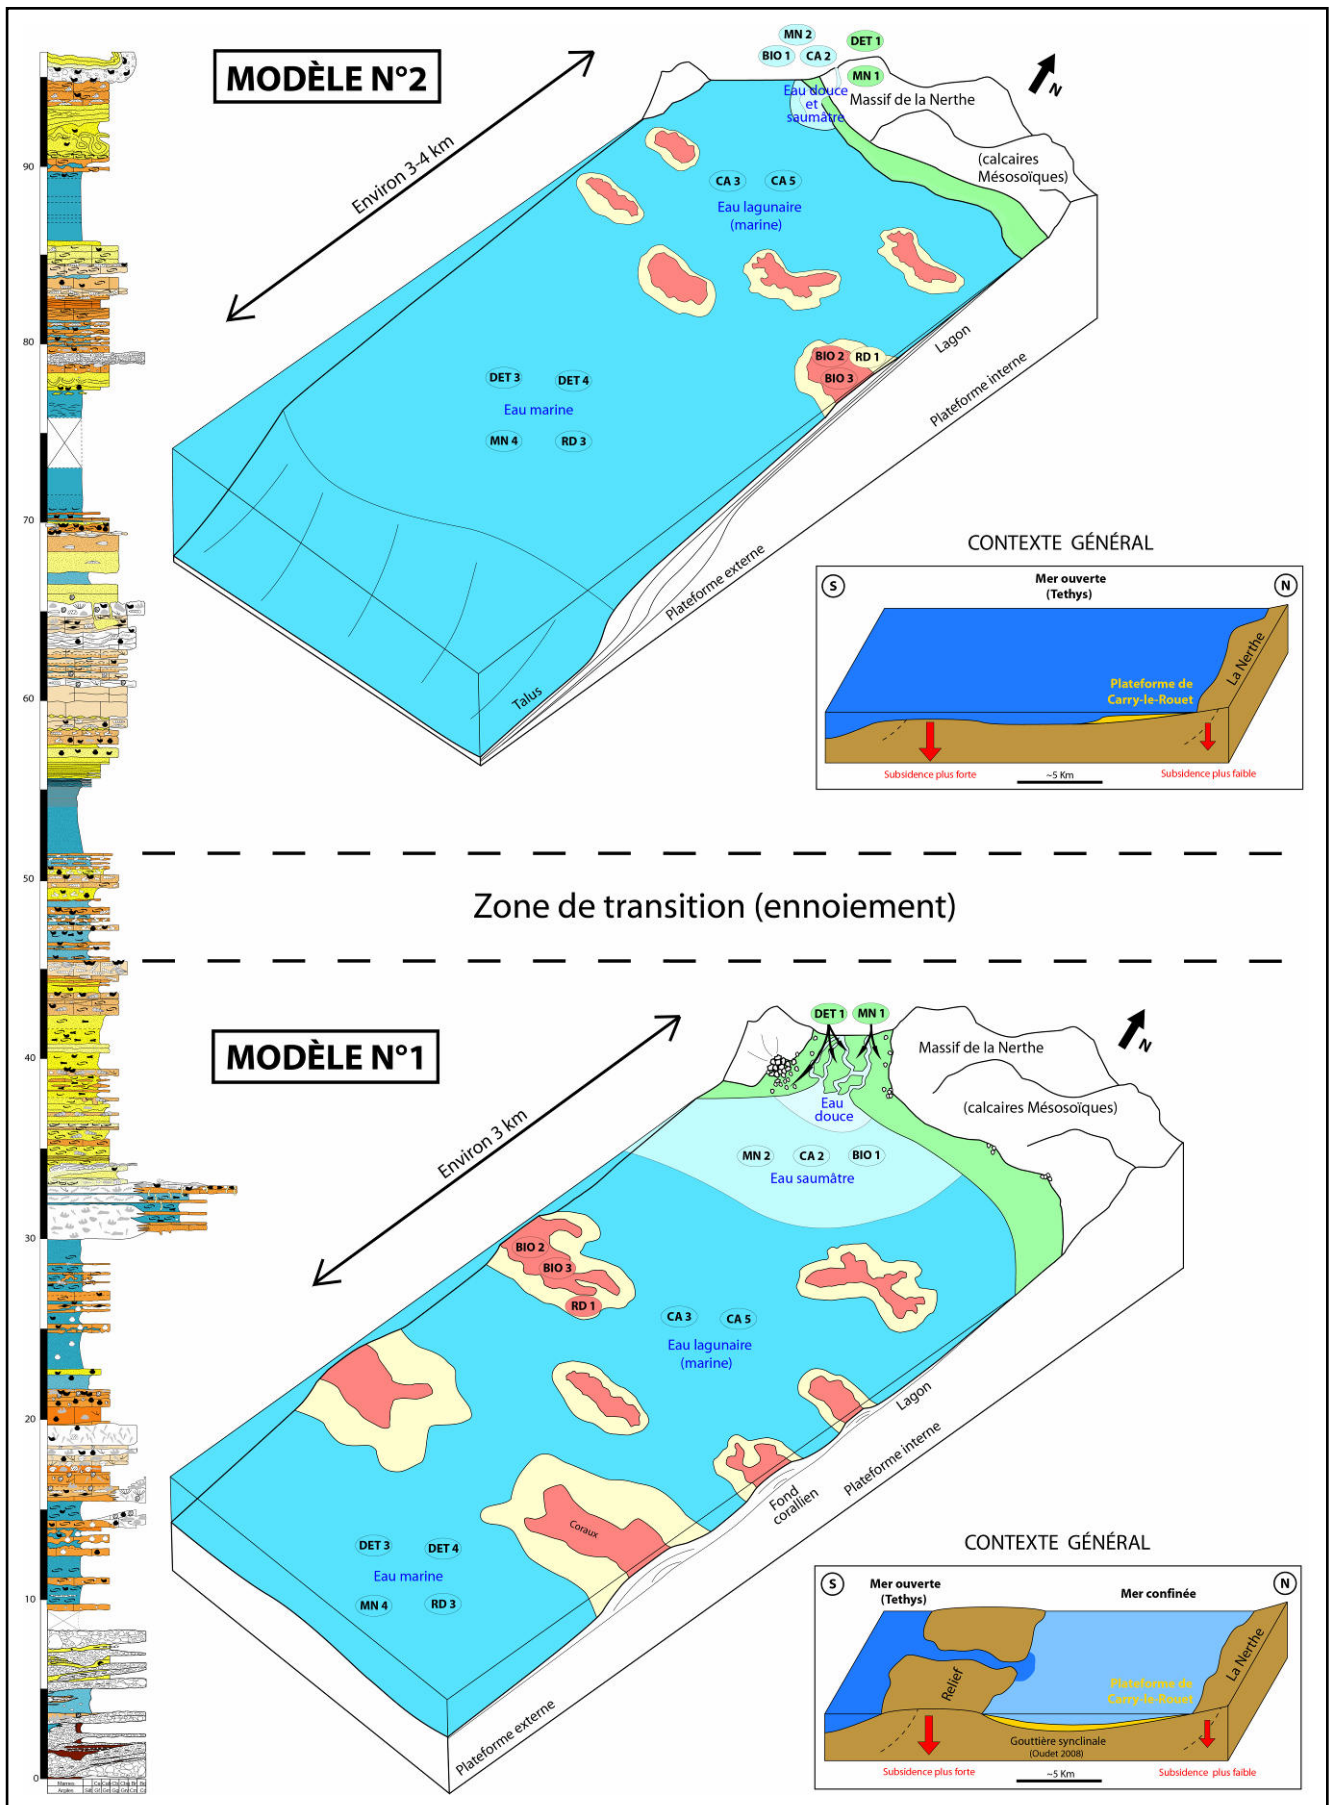 MODÈLE N°2
Environ 3-4 km
MN 2
BIO 1
CA 2
DET 1
MN 1
Eau douce
et
saumâtre
Massif de la Nerthe
(calcaires
Mésosoïques)
N
CA 3
CA 5
Eau lagunaire
(marine)
BIO 2
RD 1
BIO 3
DET 3
DET 4
Eau marine
MN 4
RD 3
Lagon
Plateforme interne
Plateforme externe
Talus
CONTEXTE GÉNÉRAL
S
Mer ouverte
(Tethys)
N
La Nerthe
Plateforme de
Carry-le-Rouet
Subsidence plus forte
~5 Km
Subsidence plus faible
90
80
70
60
50
40
30
20
10
0
Zone de transition (ennoiement)
MODÈLE N°1
Environ 3 km
DET 1
MN 1
Massif de la Nerthe
(calcaires Mésosoïques)
N
Eau
douce
MN 2
CA 2
BIO 1
Eau saumâtre
BIO 2
BIO 3
RD 1
CA 3
CA 5
Eau lagunaire
(marine)
Coraux
DET 3
DET 4
Eau marine
MN 4
RD 3
Lagon
Plateforme interne
Fond
corallien
Plateforme externe
CONTEXTE GÉNÉRAL
S
Mer ouverte
(Tethys)
Mer confinée
N
Relief
La Nerthe
Plateforme de
Carry-le-Rouet
Gouttière synclinale
(Oudet 2008)
Subsidence plus forte
~5 Km
Subsidence plus faible
Marnes
Argiles